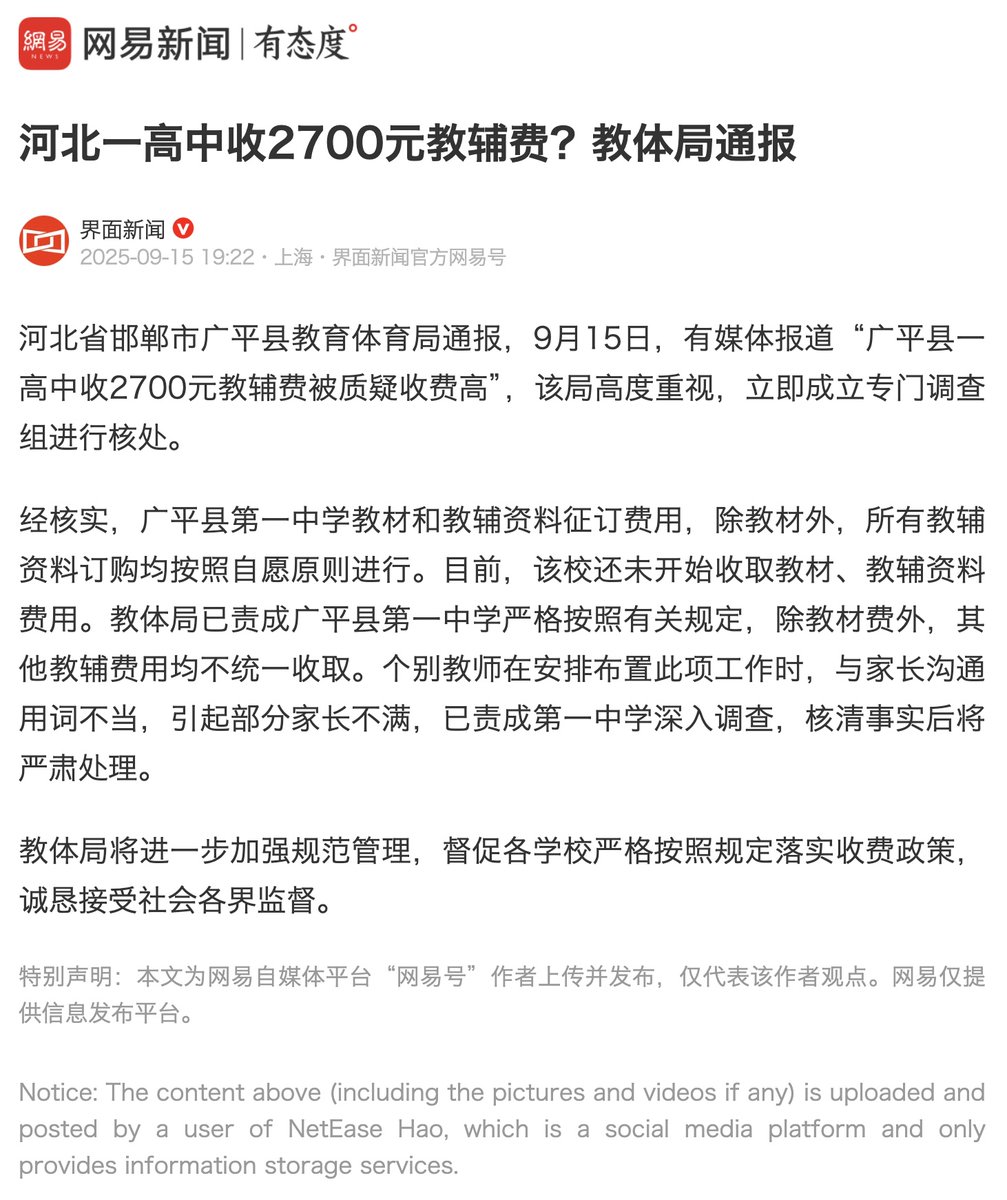 網易
NEWS
网易新闻 | 有态度°
河北一高中收2700元教辅费？教体局通报
界面新闻
2025-09-15 19:22・上海・界面新闻官方网易号
河北省邯郸市广平县教育体育局通报，9月15日，有媒体报道“广平县一
高中收2700元教辅费被质疑收费高”，该局高度重视，立即成立专门调查
组进行核处。
经核实，广平县第一中学教材和教辅资料征订费用，除教材外，所有教辅
资料订购均按照自愿原则进行。目前，该校还未开始收取教材、教辅资料
费用。教体局已责成广平县第一中学严格按照有关规定，除教材费外，其
他教辅费用均不统一收取。个别教师在安排布置此项工作时，与家长沟通
用词不当，引起部分家长不满，已责成第一中学深入调查，核清事实后将
严肃处理。
教体局将进一步加强规范管理，督促各学校严格按照规定落实收费政策，
诚恳接受社会各界监督。
特别声明：本文为网易自媒体平台“网易号”作者上传并发布，仅代表该作者观点。网易仅提
供信息发布平台。
Notice: The content above (including the pictures and videos if any) is uploaded and
posted by a user of NetEase Hao, which is a social media platform and only
provides information storage services.